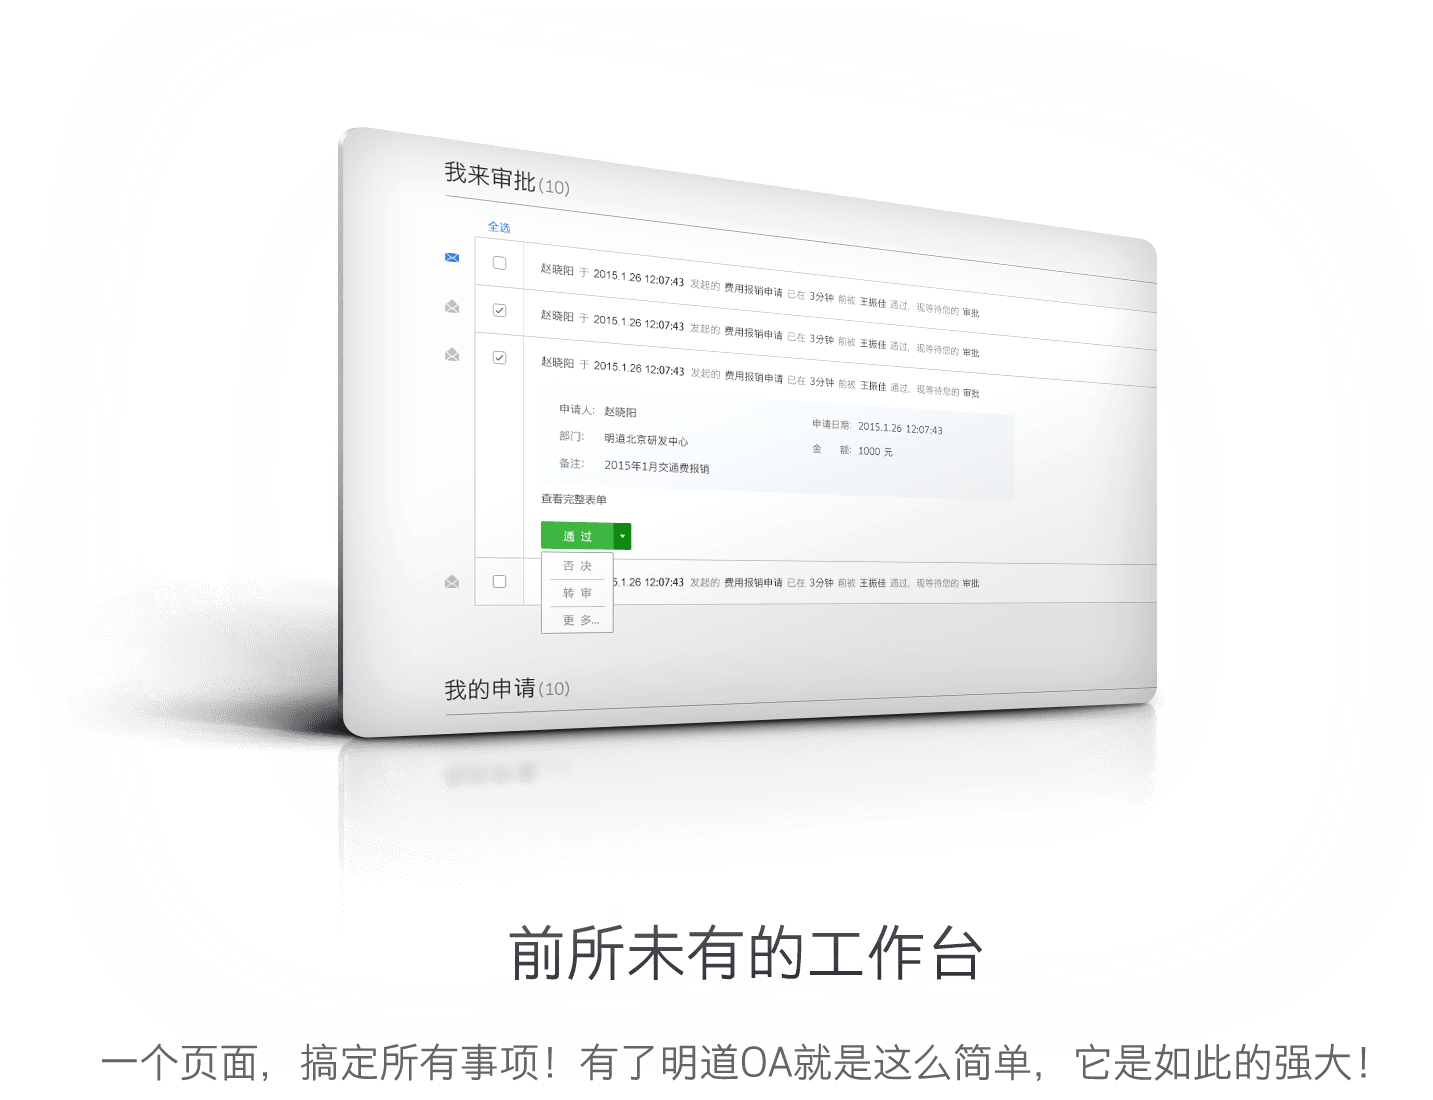 我来审批(10)
全选
赵晓阳 于 2015.1.26 12:07:43 发起的 费用报销申请 已在 3分钟 前被 王振佳 通过，现等待您的 审批
赵晓阳 于 2015.1.26 12:07:43 发起的 费用报销申请 已在 3分钟 前被 王振佳 通过，现等待您的 审批
赵晓阳 于 2015.1.26 12:07:43 发起的 费用报销申请 已在 3分钟 前被 王振佳 通过，现等待您的 审批
申请人： 赵晓阳 申请日期： 2015.1.26 12:07:43
部门： 明道北京研发中心 金 额： 1000 元
备注： 2015年1月交通费报销
查看完整表单
通 过
否 决
5.1.26 12:07:43 发起的 费用报销申请 已在 3分钟 前被 王振佳 通过，现等待您的 审批
转 审
更 多...
我的申请(10)
前所未有的工作台
一个页面，搞定所有事项！有了明道OA就是这么简单，它是如此的强大！